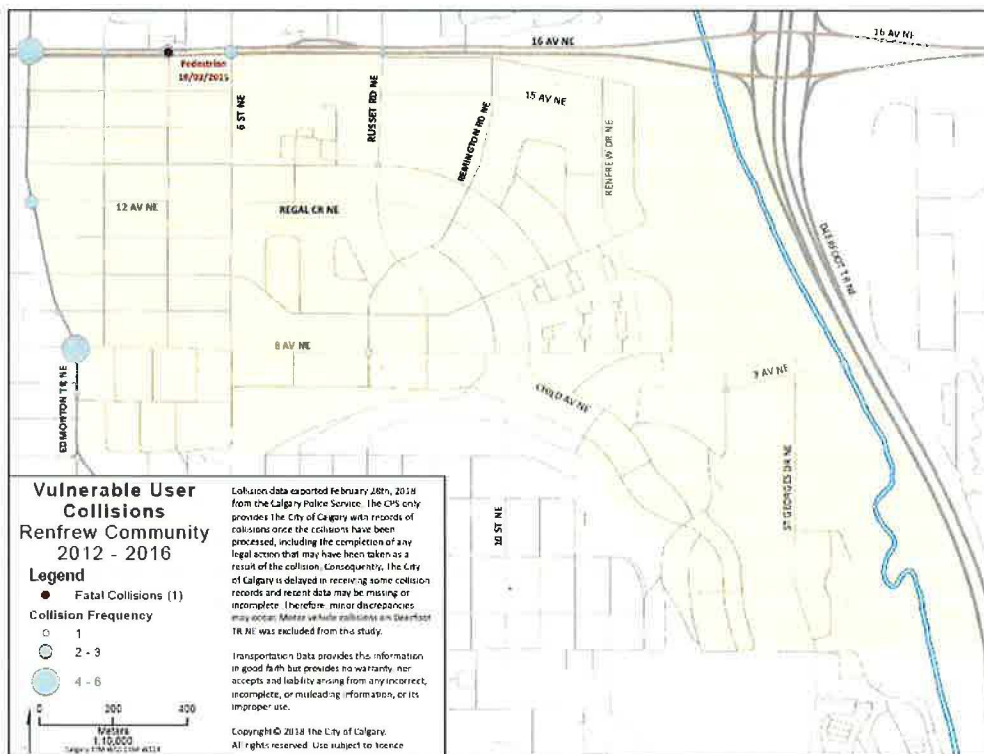 16 AV NE
16 AV NE
Pedestrian
6 ST NE
RUSSET RD NE
REMINGTON RD NE
15 AV NE
RENFREW DR NE
12 AV NE
REGAL CR NE
DEERFOOT TR NE
8 AV NE
EDMONTON TR NE
CHILD AV NE
ST GEORGES DR NE
Vulnerable User
Collisions
Renfrew Community
2012 - 2016
Legend
Fatal Collisions (1)
Collision Frequency
1
2 - 3
4 - 6
0 200 400
Meters
1:10,000
Collision data exported February 28th, 2018
from the Calgary Police Service. The CPS only
provides The City of Calgary with records of
collisions once the collisions have been
processed, including the completion of any
legal action that may have been taken as a
result of the collision. Consequently, The City
of Calgary is delayed in receiving some collision
records and recent data may be missing or
incomplete. Therefore, minor discrepancies
may occur. Motor vehicle collisions on Deerfoot
TR NE was excluded from this study.
Transportation Data provides this information
in good faith but provides no warranty, nor
accepts and liability arising from any incorrect,
incomplete, or misleading information, or its
improper use.
Copyright © 2018 The City of Calgary.
All rights reserved. Use subject to licence